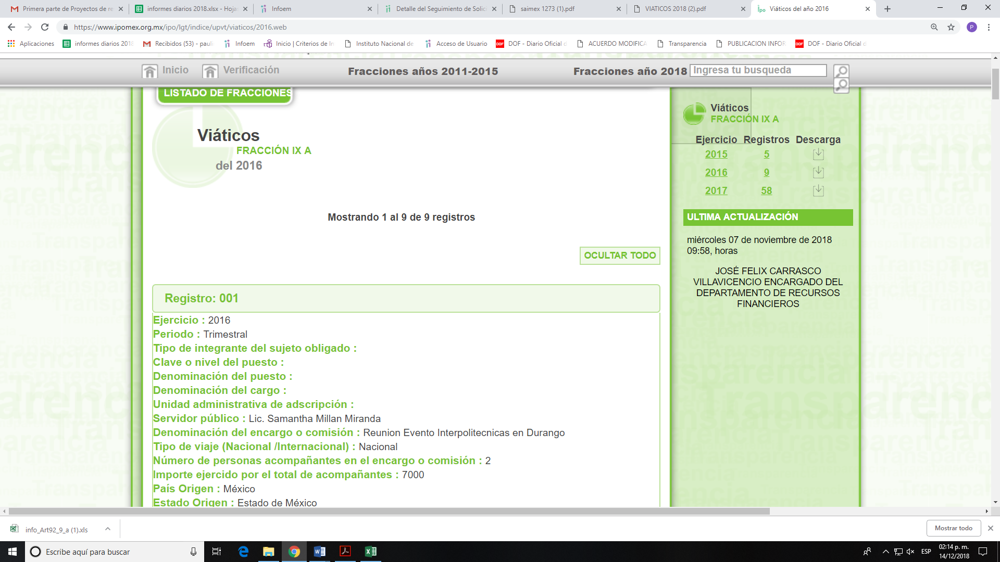 Primera parte de Proyectos de re
informes diarios 2018.xlsx - Hoja
Infoem
Detalle del Seguimiento de Solici
saimex 1273 (1).pdf
VIATICOS 2018 (2).pdf
Viáticos del año 2016
https://www.ipomex.org.mx/ipo/lgt/indice/upvt/viaticos/2016.web
P
Aplicaciones
informes diarios 2018
Recibidos (53) - pauli
Infoem
Inicio | Criterios de In
Instituto Nacional de
Acceso de Usuario
DOF - Diario Oficial d
ACUERDO MODIFICA
Transparencia
PUBLICACION INFOR
DOF - Diario Oficial d
Inicio
Verificación
Fracciones años 2011-2015
Fracciones año 2018
Ingresa tu busqueda
LISTADO DE FRACCIONES
Viáticos
FRACCIÓN IX A
del 2016
Mostrando 1 al 9 de 9 registros
OCULTAR TODO
Registro: 001
Ejercicio : 2016
Periodo : Trimestral
Tipo de integrante del sujeto obligado :
Clave o nivel del puesto :
Denominación del puesto :
Denominación del cargo :
Unidad administrativa de adscripción :
Servidor público : Lic. Samantha Millan Miranda
Denominación del encargo o comisión : Reunion Evento Interpolitecnicas en Durango
Tipo de viaje (Nacional /Internacional) : Nacional
Número de personas acompañantes en el encargo o comisión : 2
Importe ejercido por el total de acompañantes : 7000
País Origen : México
Estado Origen : Estado de México
Viáticos
FRACCIÓN IX A
Ejercicio Registros Descarga
2015 5
2016 9
2017 58
ULTIMA ACTUALIZACIÓN
miércoles 07 de noviembre de 2018
09:58, horas
JOSÉ FELIX CARRASCO
VILLAVICENCIO ENCARGADO DEL
DEPARTAMENTO DE RECURSOS
FINANCIEROS
info_Art92_9_a (1).xls
Mostrar todo
Escribe aquí para buscar
ESP
02:14 p. m.
14/12/2018